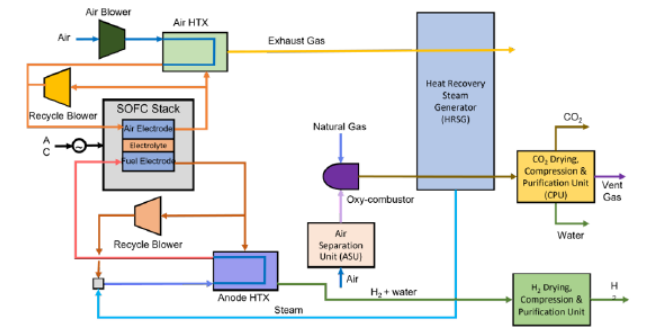 Air Blower
Air HTX
Air
Exhaust Gas
Recycle Blower
SOFC Stack
Air Electrode
Electrolyte
Fuel Electrode
A
C
Heat Recovery
Steam
Generator
(HRSG)
Natural Gas
Oxy-combustor
CO₂
CO₂ Drying,
Compression &
Purification Unit
(CPU)
Vent
Gas
Water
Air
Separation
Unit (ASU)
Air
Recycle Blower
Anode HTX
H₂ + water
Steam
H₂ Drying,
Compression &
Purification Unit
H
2